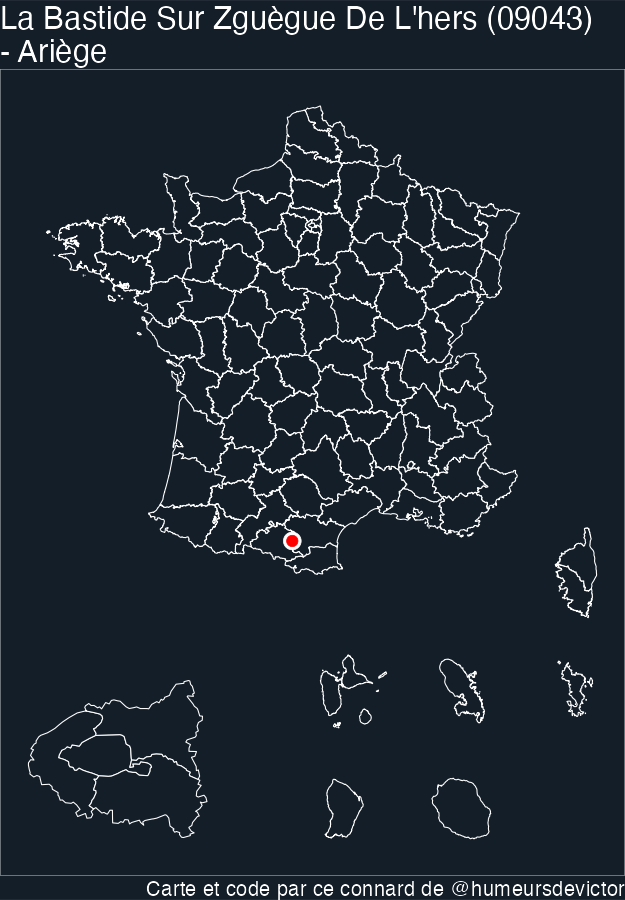 La Bastide Sur Zguègue De L'hers (09043)
- Ariège
Carte et code par ce connard de @humeursdevictor